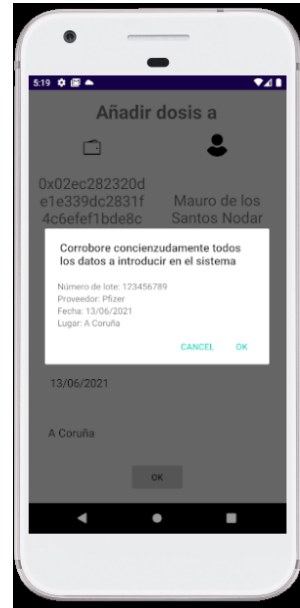 5:19
Añadir dosis a
0x02ec282320d
e1e339dc2831f
4c6efef1bde8c
Mauro de los
Santos Nodar
Corrobore concienzudamente todos
los datos a introducir en el sistema
Número de lote: 123456789
Proveedor: Pfizer
Fecha: 13/06/2021
Lugar: A Coruña
CANCEL OK
13/06/2021
A Coruña
OK